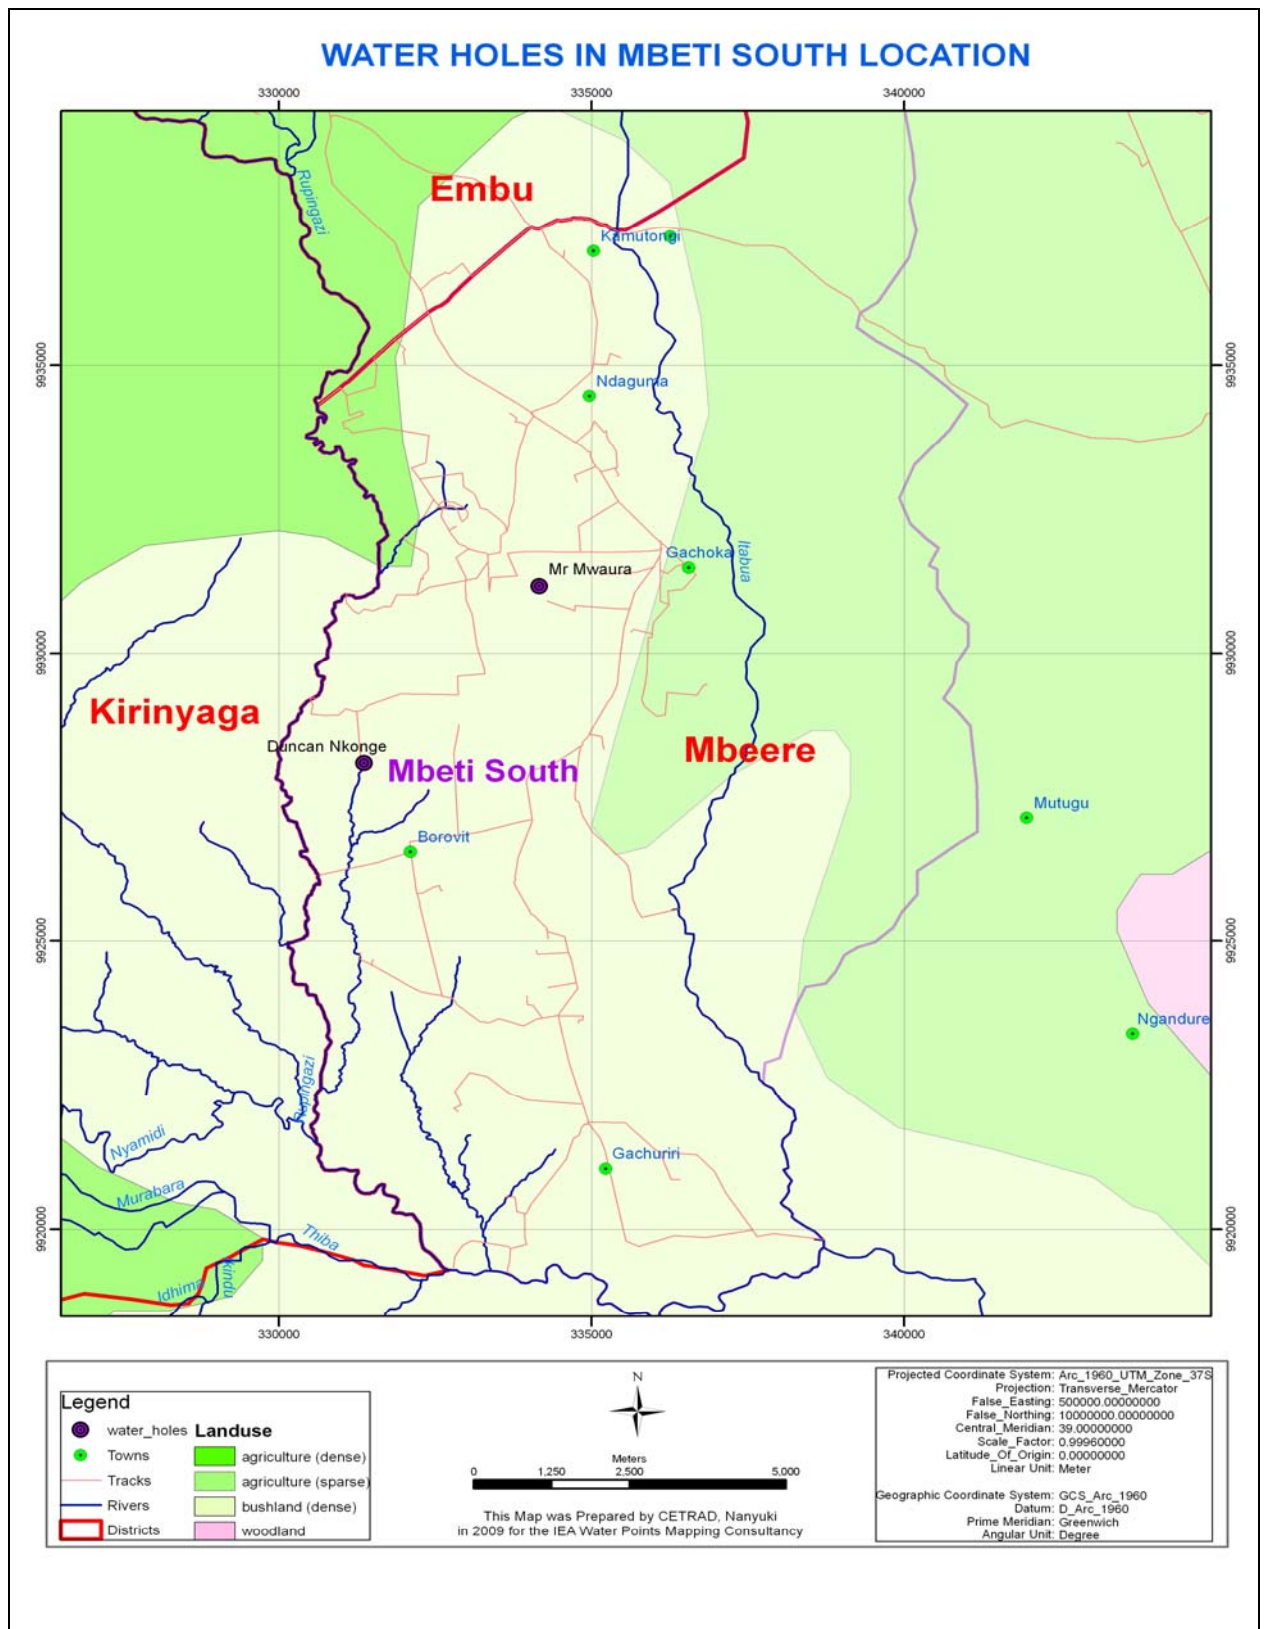 WATER HOLES IN MBETI SOUTH LOCATION
330000
335000
340000
Rupingazi
Embu
Kamutongi
9935000
9935000
Ndaguma
Gachoka
Itabua
Mr Mwaura
9930000
9930000
Kirinyaga
Duncan Nkonge
Mbeti South
Mbeere
Mutugu
Borovit
9925000
9925000
Ngandure
Rupingazi
Nyamidi
Gachuriri
Murabara
9920000
9920000
Thiba
Idhima
kindu
330000
335000
340000
Legend
water_holes
Towns
Tracks
Rivers
Districts
Landuse
agriculture (dense)
agriculture (sparse)
bushland (dense)
woodland
N
Meters
0 1,250 2,500 5,000
This Map was Prepared by CETRAD, Nanyuki
in 2009 for the IEA Water Points Mapping Consultancy
Projected Coordinate System: Arc_1960_UTM_Zone_37S
Projection: Transverse_Mercator
False_Easting: 500000.00000000
False_Northing: 10000000.00000000
Central_Meridian: 39.00000000
Scale_Factor: 0.99960000
Latitude_Of_Origin: 0.00000000
Linear Unit: Meter
Geographic Coordinate System: GCS_Arc_1960
Datum: D_Arc_1960
Prime Meridian: Greenwich
Angular Unit: Degree